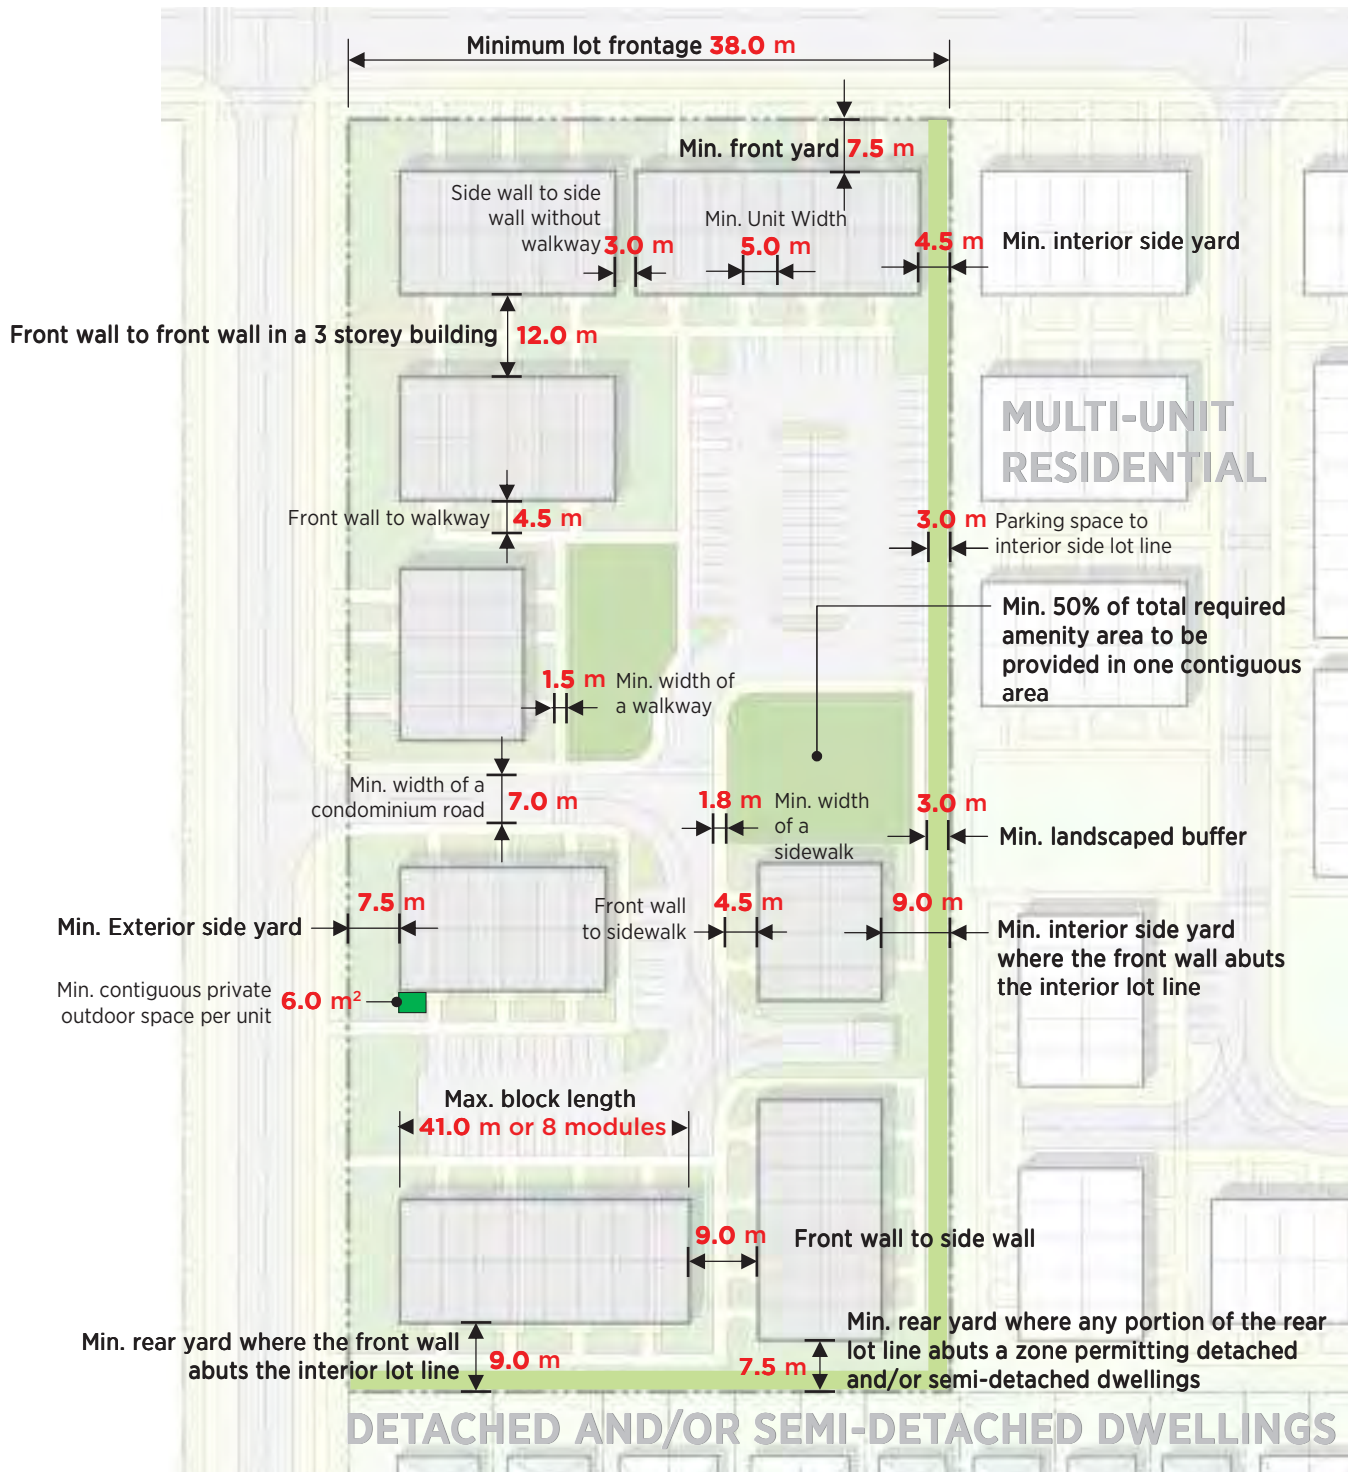 Minimum lot frontage 38.0 m
Min. front yard 7.5 m
Side wall to side
wall without
walkway 3.0 m
Min. Unit Width
5.0 m
4.5 m Min. interior side yard
Front wall to front wall in a 3 storey building 12.0 m
MULTI-UNIT
RESIDENTIAL
Front wall to walkway 4.5 m
3.0 m Parking space to
interior side lot line
Min. 50% of total required
amenity area to be
provided in one contiguous
area
1.5 m Min. width of
a walkway
Min. width of a
condominium road 7.0 m
1.8 m Min. width
of a
sidewalk
3.0 m
Min. landscaped buffer
7.5 m
Min. Exterior side yard
Front wall
to sidewalk
4.5 m
9.0 m
Min. interior side yard
where the front wall abuts
the interior lot line
Min. contiguous private
outdoor space per unit
6.0 m²
Max. block length
41.0 m or 8 modules
9.0 m
Front wall to side wall
Min. rear yard where the front wall
abuts the interior lot line
9.0 m
7.5 m
Min. rear yard where any portion of the rear
lot line abuts a zone permitting detached
and/or semi-detached dwellings
DETACHED AND/OR SEMI-DETACHED DWELLINGS